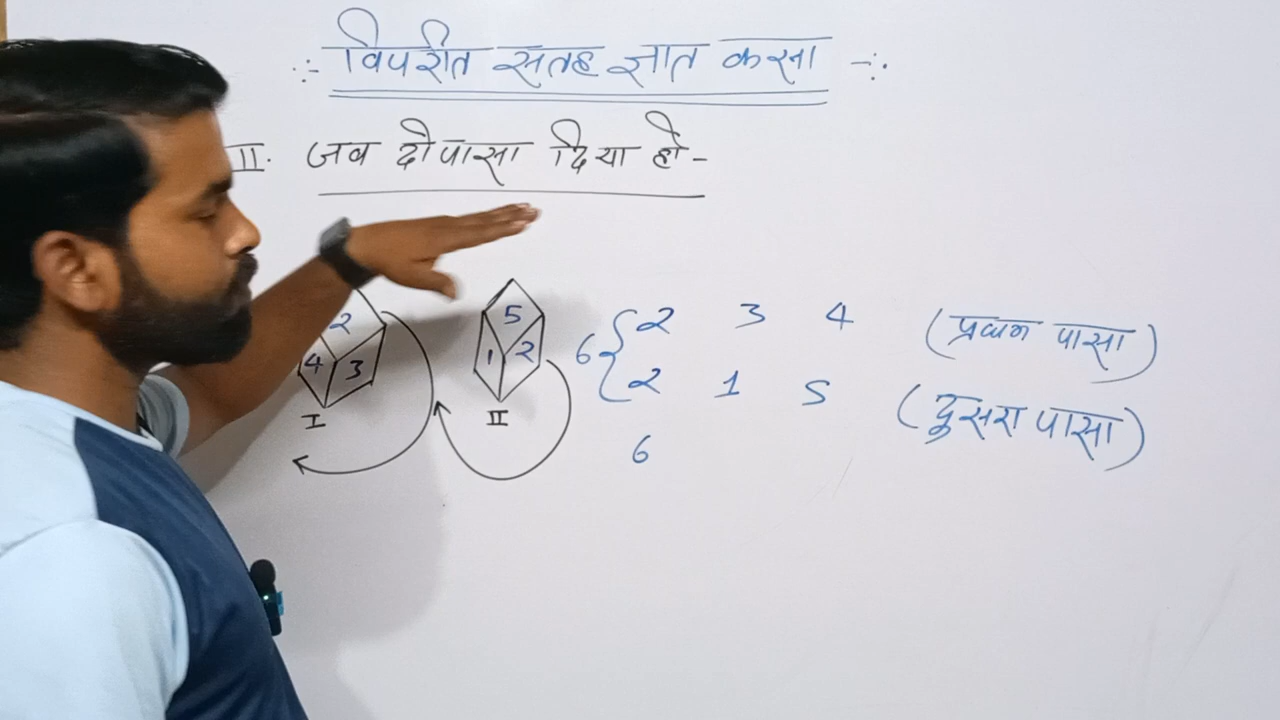 :- विपरीत सतह ज्ञात करना -:
II. जब दो पासा दिया हो-
2
4 3
I
5
1 2
II
6 { 2 3 4 (प्रथम पासा)
2 1 5 (दुसरा पासा)
6